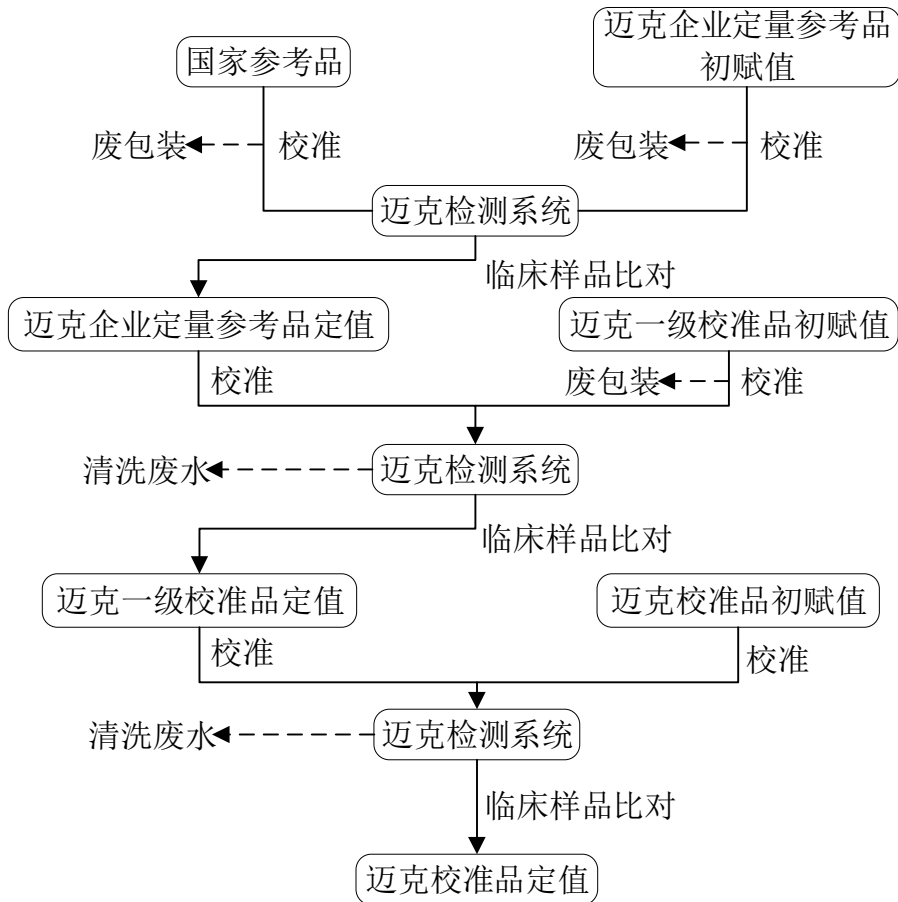 国家参考品
迈克企业定量参考品
初赋值
废包装
校准
废包装
校准
迈克检测系统
临床样品比对
迈克企业定量参考品定值
迈克一级校准品初赋值
校准
废包装
校准
清洗废水
迈克检测系统
临床样品比对
迈克一级校准品定值
迈克校准品初赋值
校准
校准
清洗废水
迈克检测系统
临床样品比对
迈克校准品定值